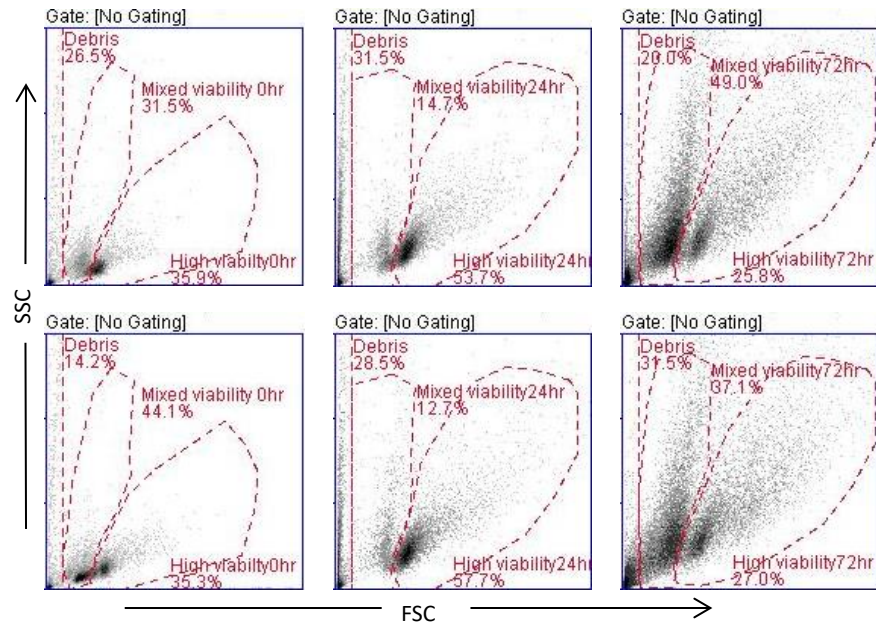 Gate: [No Gating]
Debris
26.5%
Mixed viability 0hr
31.5%
High viabilty0hr
35.9%
Gate: [No Gating]
Debris
31.5%
Mixed viability24hr
14.7%
High viability24hr
53.7%
Gate: [No Gating]
Debris
20.0%
Mixed viability72hr
49.0%
High viability72hr
25.8%
Gate: [No Gating]
Debris
14.2%
Mixed viability 0hr
44.1%
High viabilty0hr
35.3%
Gate: [No Gating]
Debris
28.5%
Mixed viability24hr
12.7%
High viability24hr
57.7%
Gate: [No Gating]
Debris
31.5%
Mixed viability72hr
37.1%
High viability72hr
27.0%
SSC
FSC